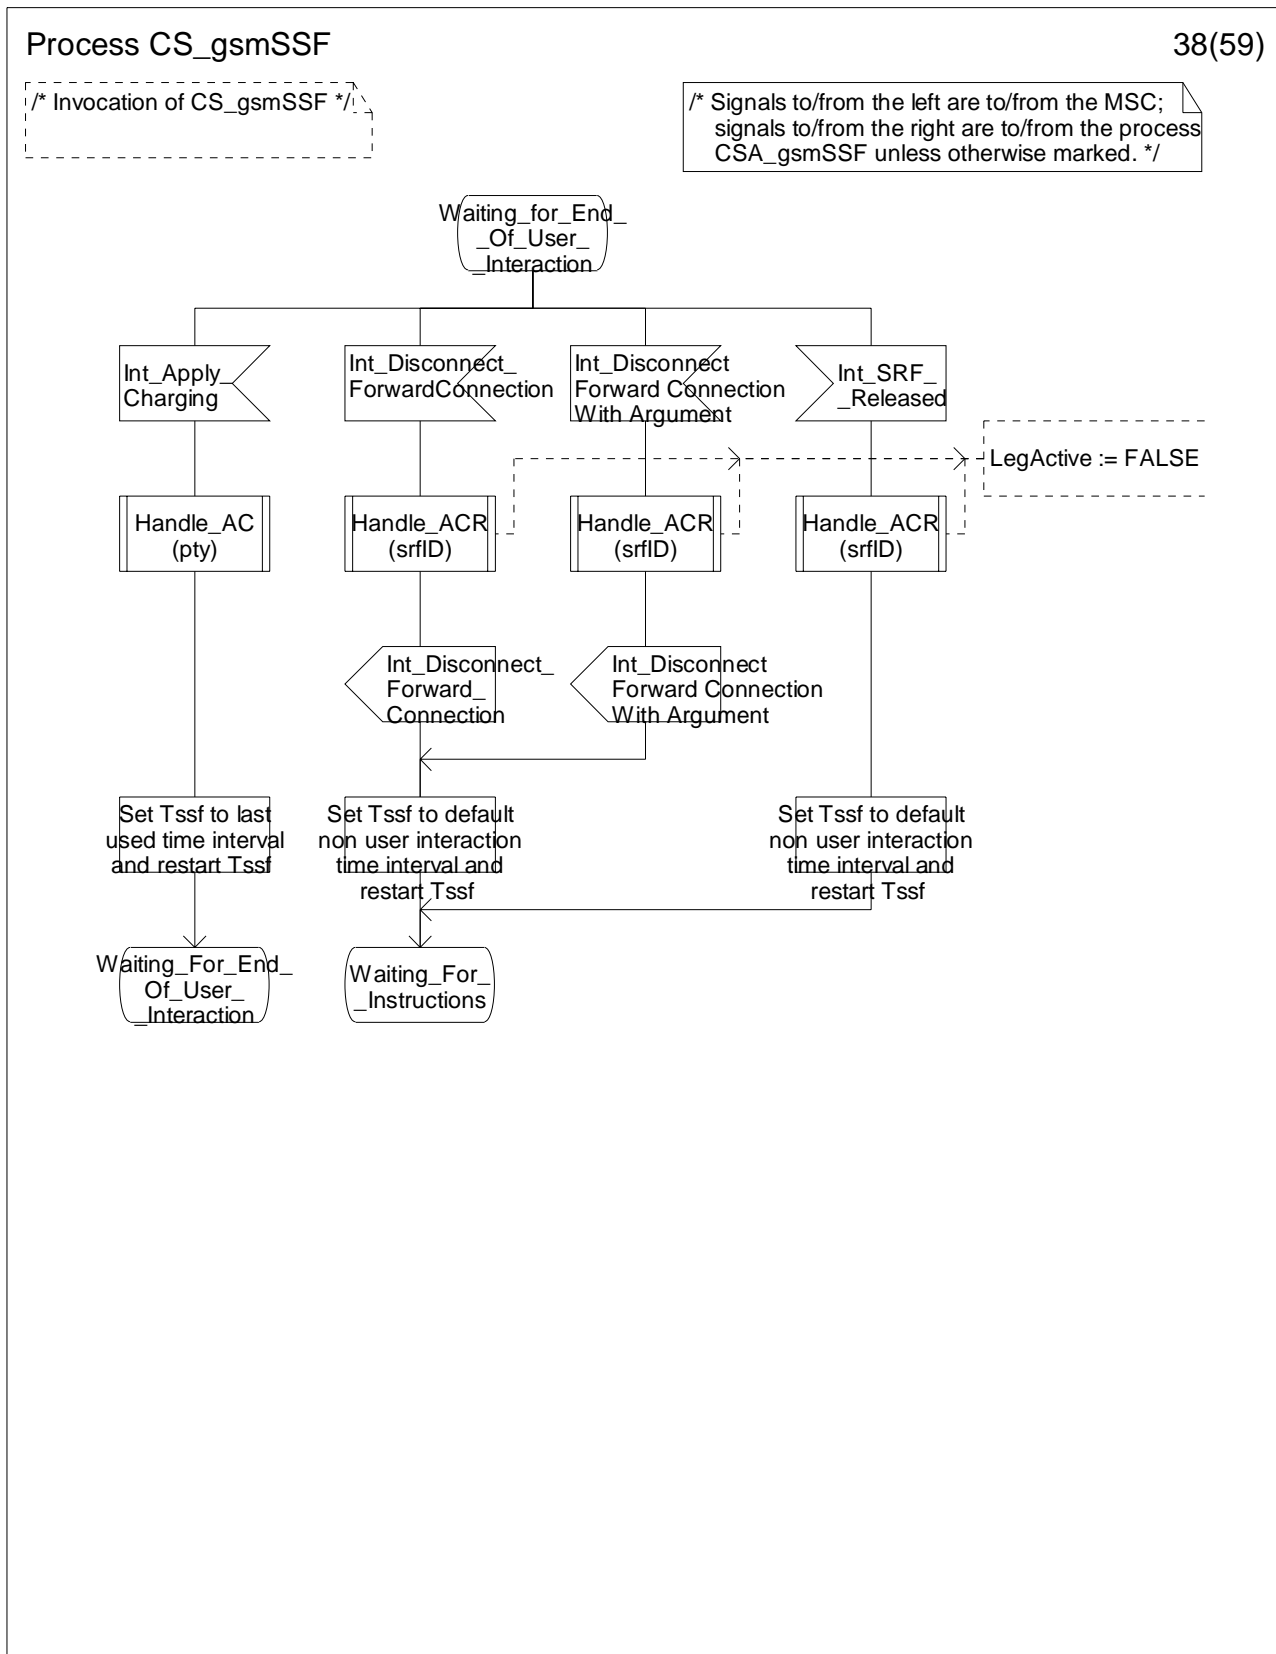 Process CS_gsmSSF
38(59)
/* Invocation of CS_gsmSSF */
/* Signals to/from the left are to/from the MSC;
signals to/from the right are to/from the process
CSA_gsmSSF unless otherwise marked. */
Waiting_for_End_
_Of_User_
_Interaction
Int_Apply_
Charging
Int_Disconnect_
ForwardConnection
Int_Disconnect
Forward Connection
With Argument
Int_SRF_
_Released
LegActive := FALSE
Handle_AC
(pty)
Handle_ACR
(srfID)
Handle_ACR
(srfID)
Handle_ACR
(srfID)
Int_Disconnect_
Forward_
Connection
Int_Disconnect
Forward Connection
With Argument
Set Tssf to last
used time interval
and restart Tssf
Set Tssf to default
non user interaction
time interval and
restart Tssf
Set Tssf to default
non user interaction
time interval and
restart Tssf
Waiting_For_End_
Of_User_
_Interaction
Waiting_For_
_Instructions